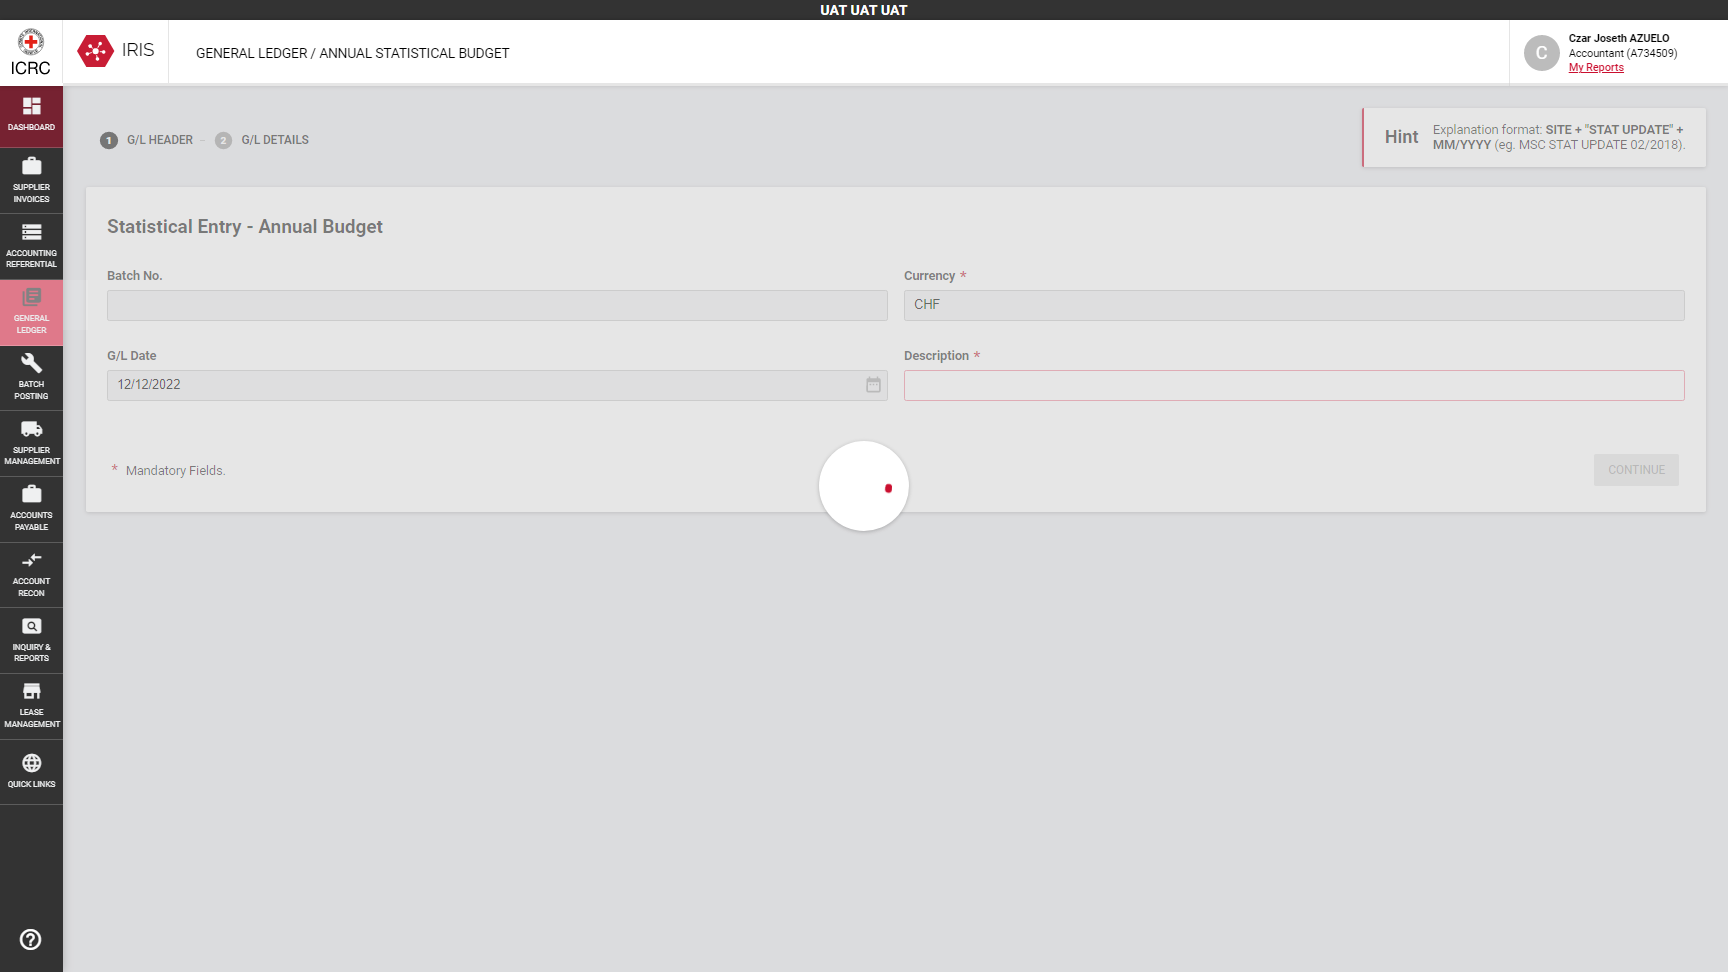 UAT UAT UAT
ICRC
IRIS
GENERAL LEDGER / ANNUAL STATISTICAL BUDGET
C
Czar Joseth AZUELO
Accountant (A734509)
My Reports
DASHBOARD
SUPPLIER
INVOICES
ACCOUNTING
REFERENTIAL
GENERAL
LEDGER
BATCH
POSTING
SUPPLIER
MANAGEMENT
ACCOUNTS
PAYABLE
ACCOUNT
RECON
INQUIRY &
REPORTS
LEASE
MANAGEMENT
QUICK LINKS
1 G/L HEADER - 2 G/L DETAILS
Hint
Explanation format: SITE + "STAT UPDATE" +
MM/YYYY (eg. MSC STAT UPDATE 02/2018).
Statistical Entry - Annual Budget
Batch No.
Currency *
CHF
G/L Date
12/12/2022
Description *
* Mandatory Fields.
CONTINUE